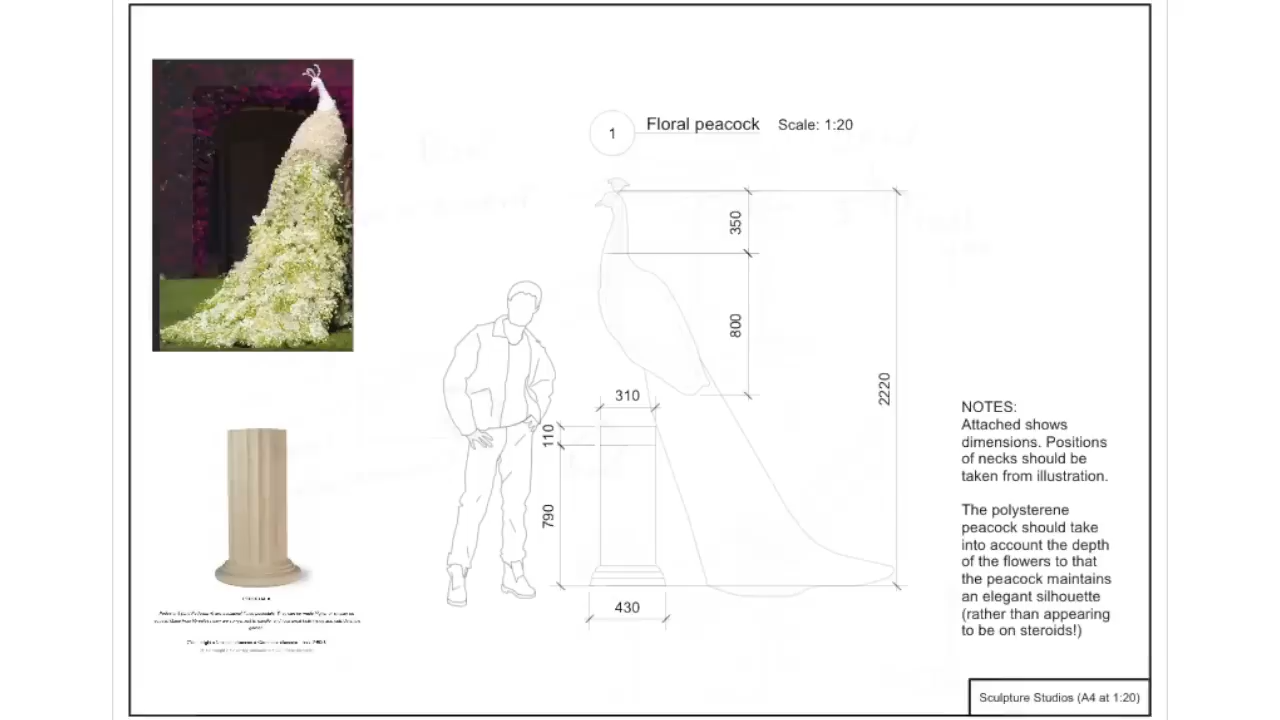 1
Floral peacock Scale: 1:20
350
800
2220
310
110
790
430
NOTES:
Attached shows
dimensions. Positions
of necks should be
taken from illustration.
The polysterene
peacock should take
into account the depth
of the flowers to that
the peacock maintains
an elegant silhouette
(rather than appearing
to be on steroids!)
Sculpture Studios (A4 at 1:20)